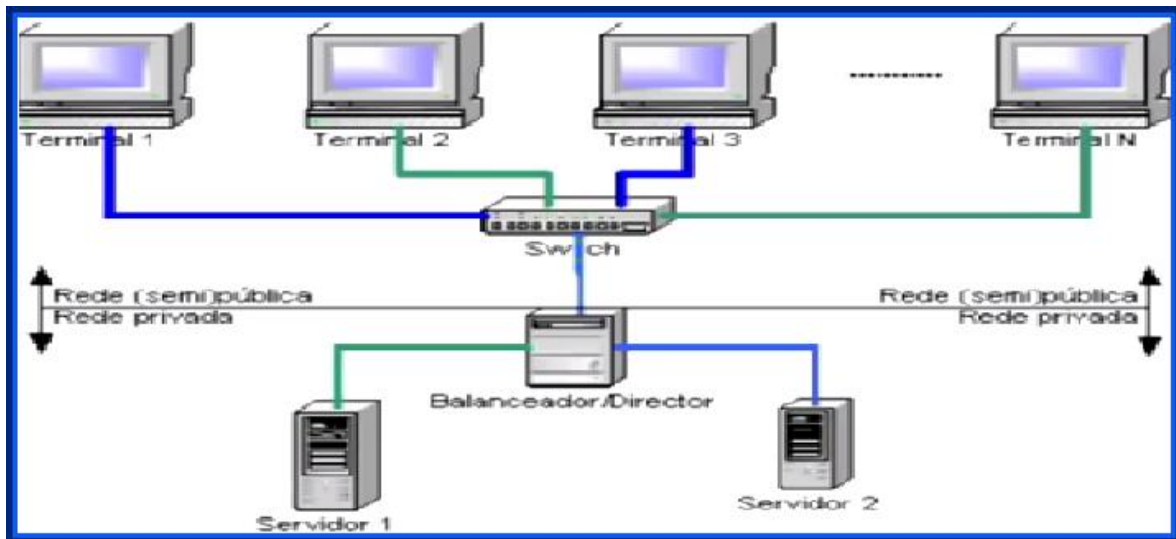 Terminal 1
Terminal 2
Terminal 3
Terminal N
Switch
Rede (semi)pública
Rede (semi)pública
Rede privada
Rede privada
Balanceador/Director
Servidor 1
Servidor 2